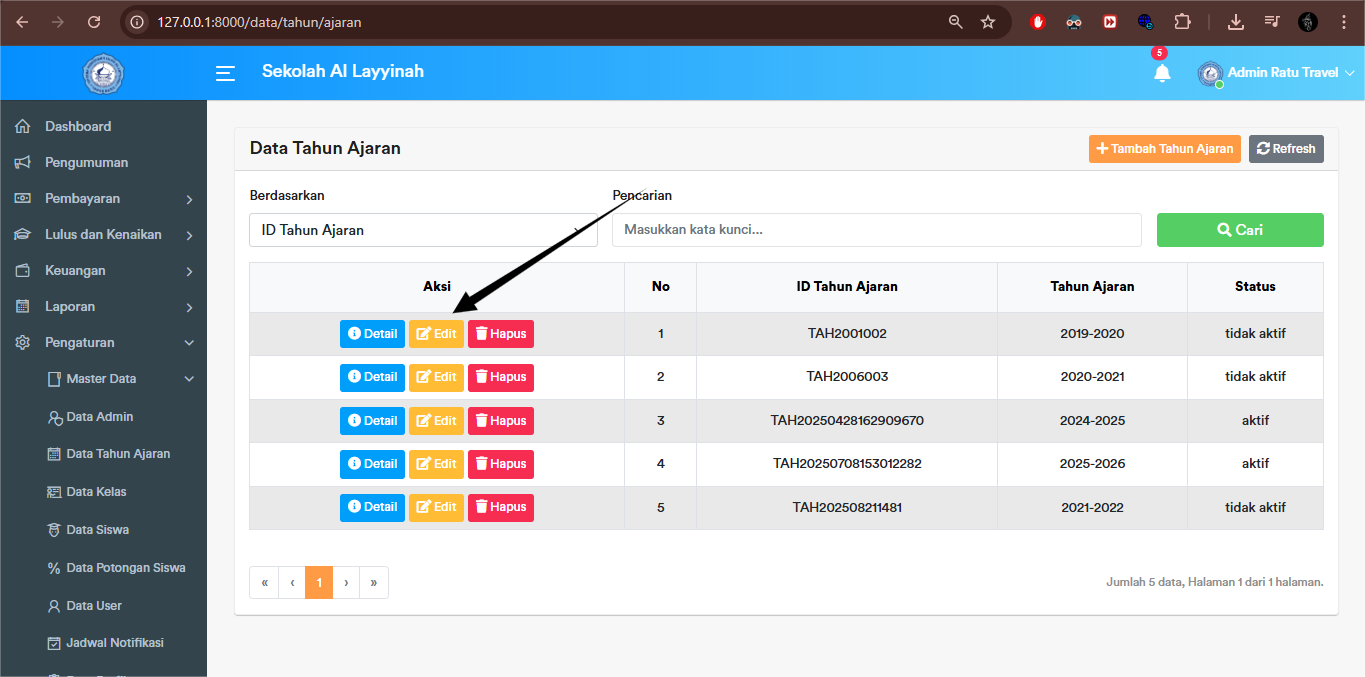 127.0.0.1:8000/data/tahun/ajaran
5
Sekolah Al Layyinah
Admin Ratu Travel
Dashboard
Pengumuman
Pembayaran
Lulus dan Kenaikan
Keuangan
Laporan
Pengaturan
Master Data
Data Admin
Data Tahun Ajaran
Data Kelas
Data Siswa
Data Potongan Siswa
Data User
Jadwal Notifikasi
Data Tahun Ajaran
Tambah Tahun Ajaran Refresh
Berdasarkan Pencarian
ID Tahun Ajaran Masukkan kata kunci... Cari
Aksi No ID Tahun Ajaran Tahun Ajaran Status
Detail Edit Hapus 1 TAH2001002 2019-2020 tidak aktif
Detail Edit Hapus 2 TAH2006003 2020-2021 tidak aktif
Detail Edit Hapus 3 TAH20250428162909670 2024-2025 aktif
Detail Edit Hapus 4 TAH20250708153012282 2025-2026 aktif
Detail Edit Hapus 5 TAH202508211481 2021-2022 tidak aktif
« ‹ 1 › »
Jumlah 5 data, Halaman 1 dari 1 halaman.